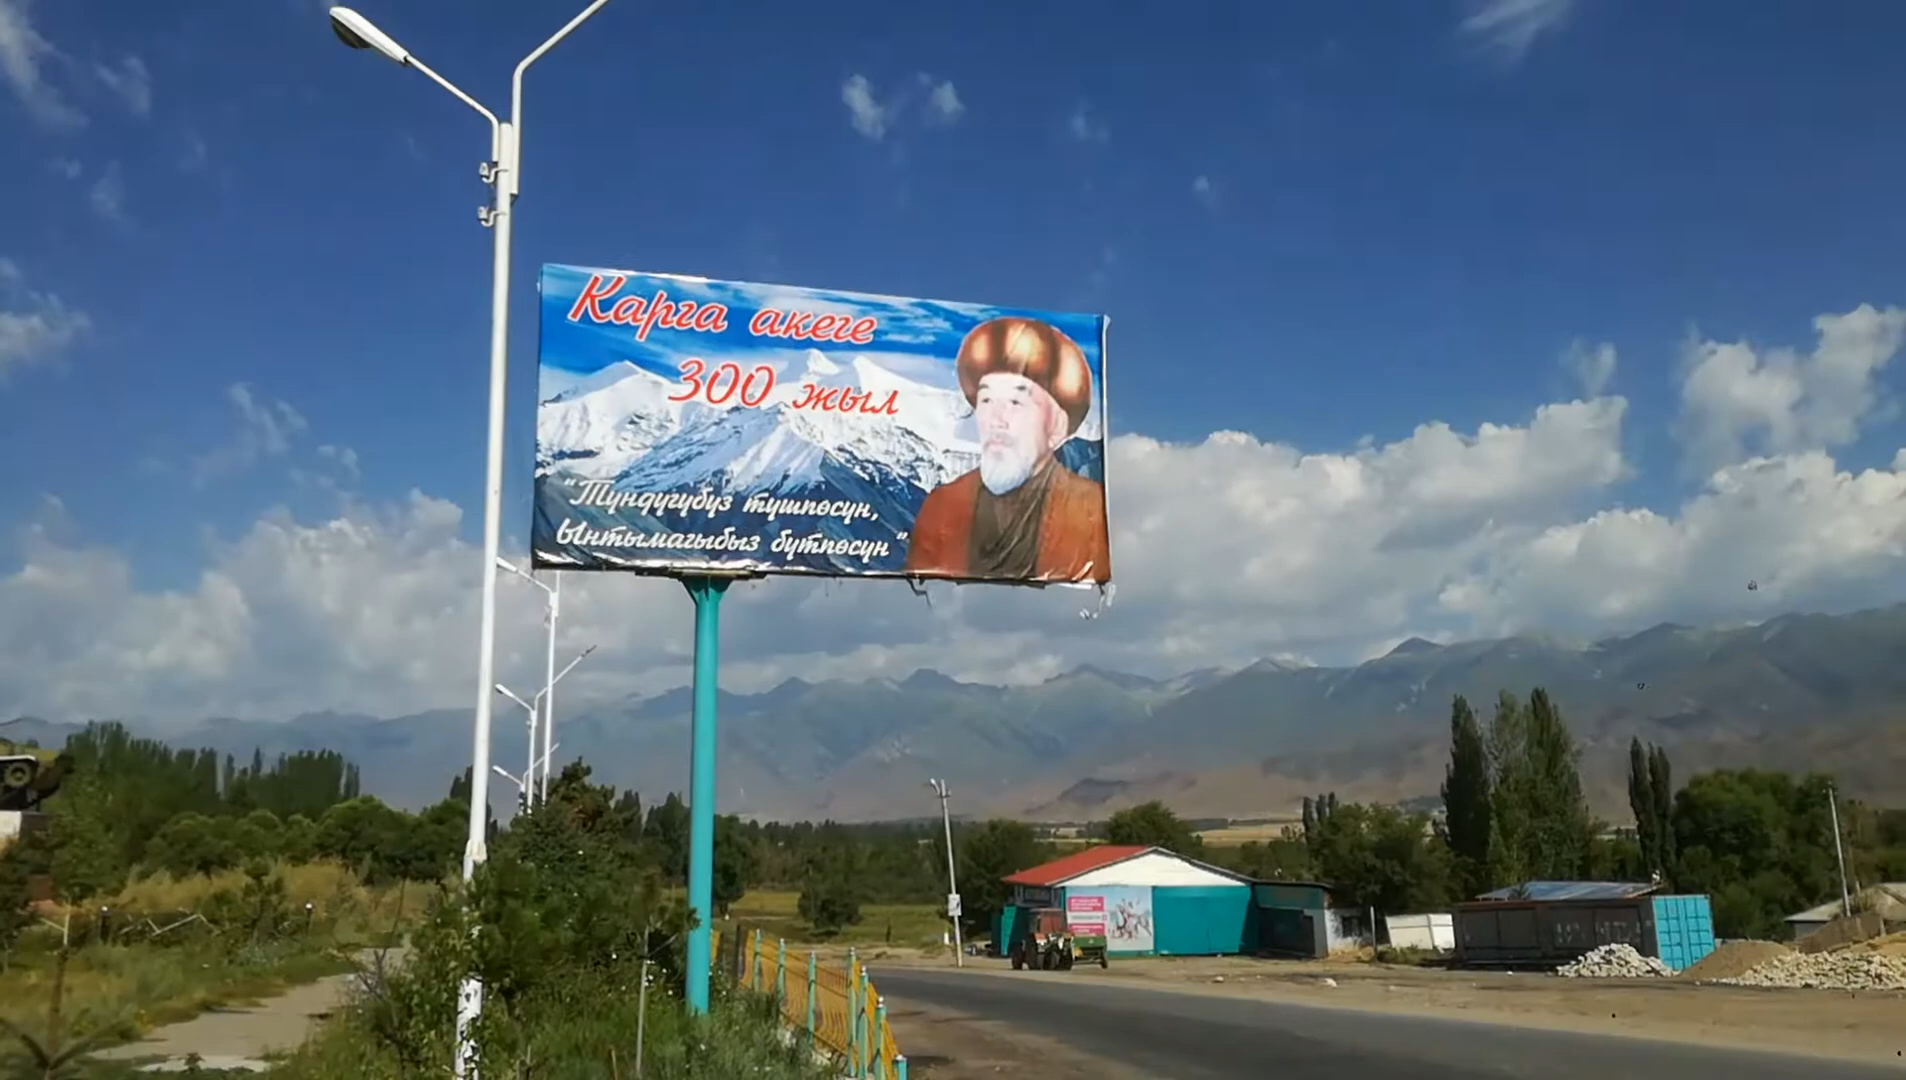 Карга акеге
300 жыл
"Түндүгүбүз түшпөсүн,
Ынтымагыбыз бүтпөсүн"